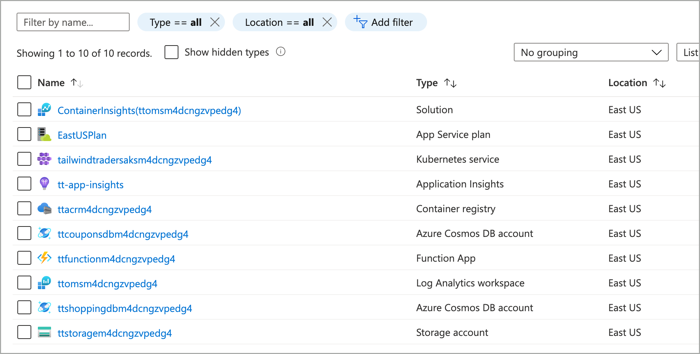 Filter by name...
Type == all
Location == all
Add filter
Showing 1 to 10 of 10 records.
Show hidden types
No grouping
List
Name Type Location
ContainerInsights(ttomsm4dcngzvpedg4) Solution East US
EastUSPlan App Service plan East US
tailwindtradersaksm4dcngzvpedg4 Kubernetes service East US
tt-app-insights Application Insights East US
ttacrm4dcngzvpedg4 Container registry East US
ttcouponsdbm4dcngzvpedg4 Azure Cosmos DB account East US
ttfunctionm4dcngzvpedg4 Function App East US
ttomsm4dcngzvpedg4 Log Analytics workspace East US
ttshoppingdbm4dcngzvpedg4 Azure Cosmos DB account East US
ttstoragem4dcngzvpedg4 Storage account East US